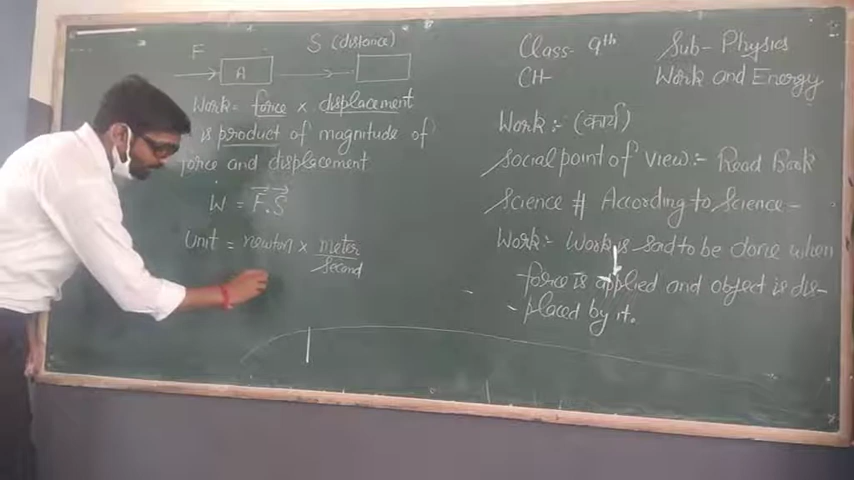 F
S (distance)
A
Work = force × displacement
is product of magnitude of
force and displacement
W = F⃗.S⃗
Unit = newton × meter
second
Class- 9th Sub- Physics
CH- Work and Energy
Work :- (कार्य)
Social point of view :- Read Book
Science # According to Science -
Work :- Work is said to be done when
force is applied and object is dis-
- placed by it.